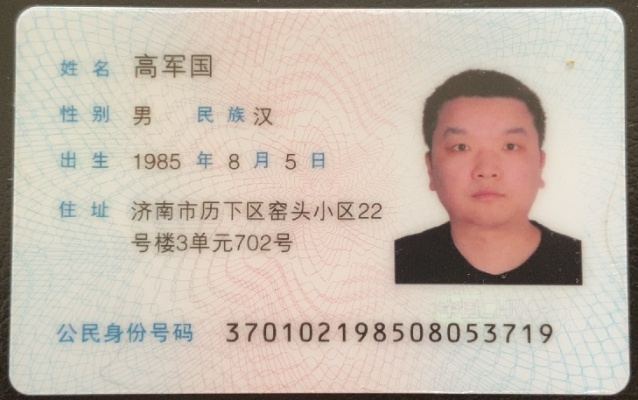 姓名 高军国
性别 男 民族 汉
出生 1985 年 8 月 5 日
住址 济南市历下区窑头小区22
号楼3单元702号
公民身份号码 370102198508053719